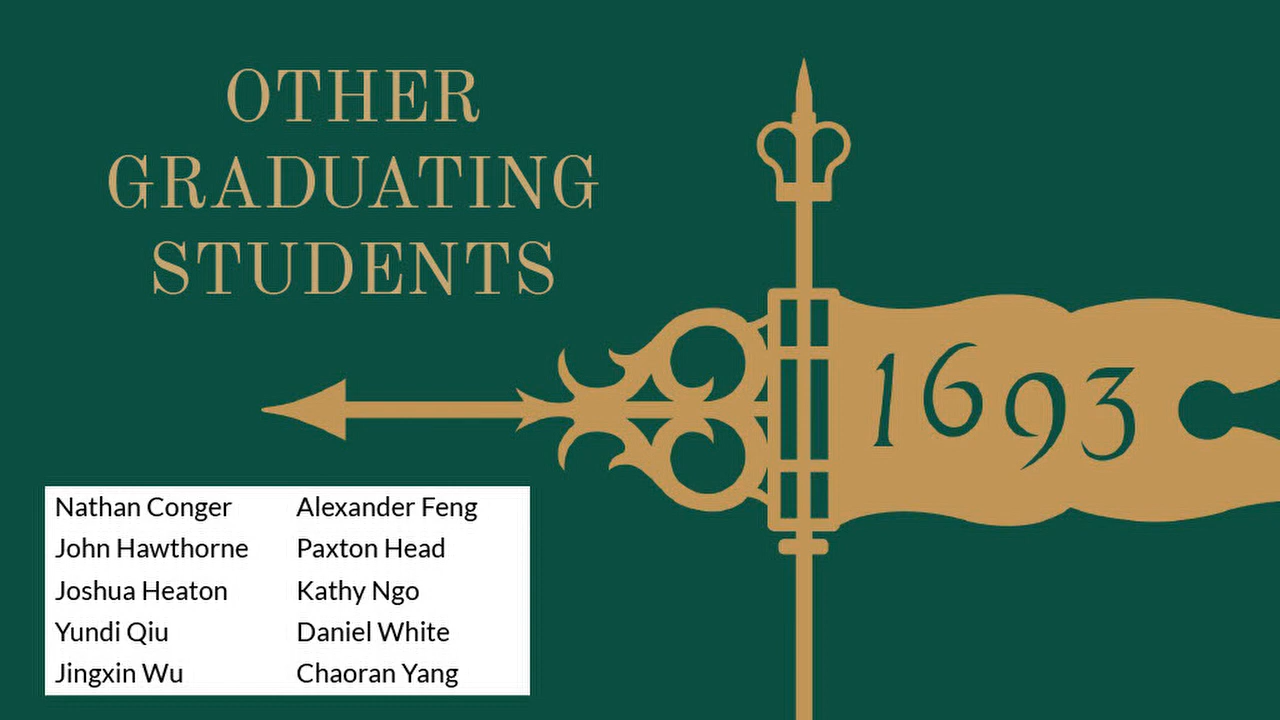 OTHER
GRADUATING
STUDENTS
1693
Nathan Conger Alexander Feng
John Hawthorne Paxton Head
Joshua Heaton Kathy Ngo
Yundi Qiu Daniel White
Jingxin Wu Chaoran Yang